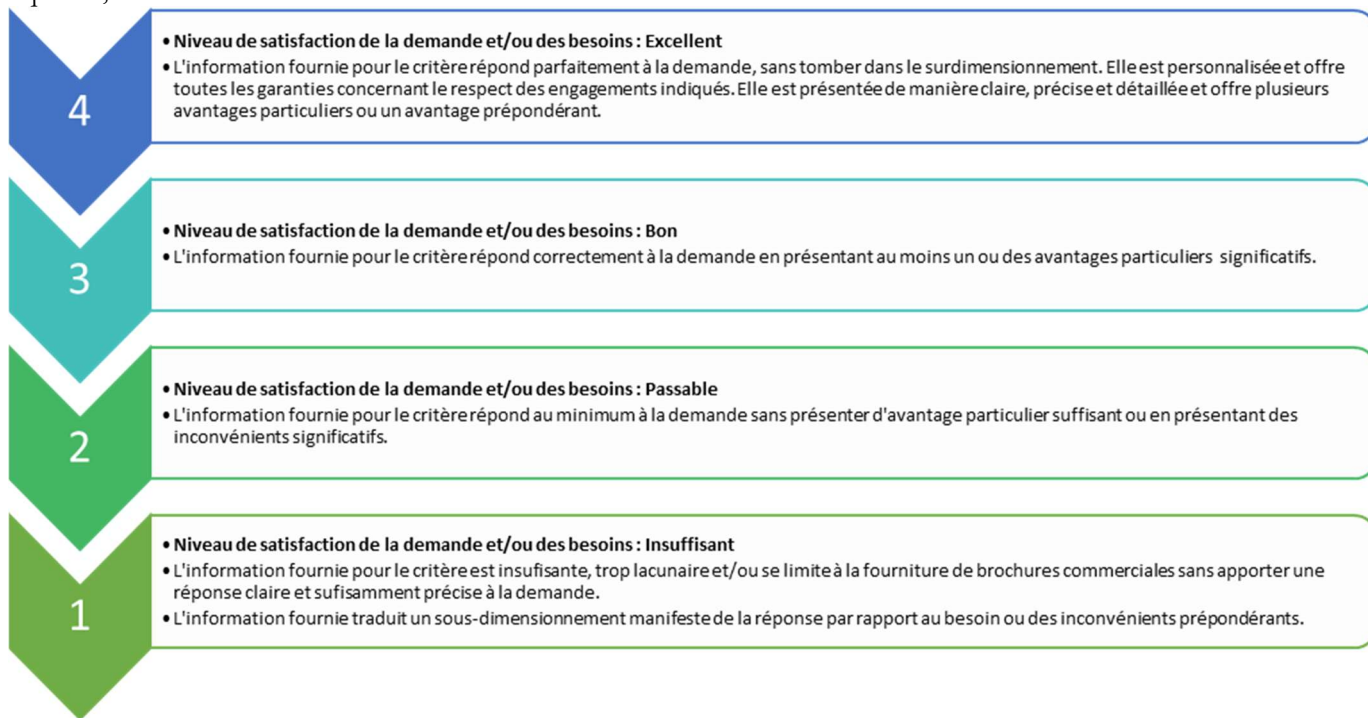 4
• Niveau de satisfaction de la demande et/ou des besoins : Excellent
• L'information fournie pour le critère répond parfaitement à la demande, sans tomber dans le surdimensionnement. Elle est personnalisée et offre
toutes les garanties concernant le respect des engagements indiqués. Elle est présentée de manière claire, précise et détaillée et offre plusieurs
avantages particuliers ou un avantage prépondérant.
3
• Niveau de satisfaction de la demande et/ou des besoins : Bon
• L'information fournie pour le critère répond correctement à la demande en présentant au moins un ou des avantages particuliers significatifs.
2
• Niveau de satisfaction de la demande et/ou des besoins : Passable
• L'information fournie pour le critère répond au minimum à la demande sans présenter d'avantage particulier suffisant ou en présentant des
inconvénients significatifs.
1
• Niveau de satisfaction de la demande et/ou des besoins : Insuffisant
• L'information fournie pour le critère est insufisante, trop lacunaire et/ou se limite à la fourniture de brochures commerciales sans apporter une
réponse claire et sufisamment précise à la demande.
• L'information fournie traduit un sous-dimensionnement manifeste de la réponse par rapport au besoin ou des inconvénients prépondérants.